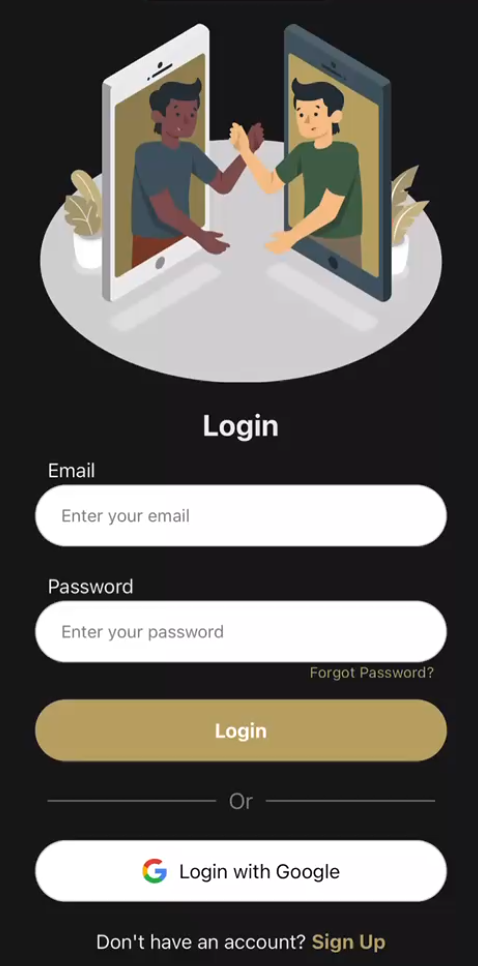 Login
Email
Enter your email
Password
Enter your password
Forgot Password?
Login
Or
Login with Google
Don't have an account? Sign Up